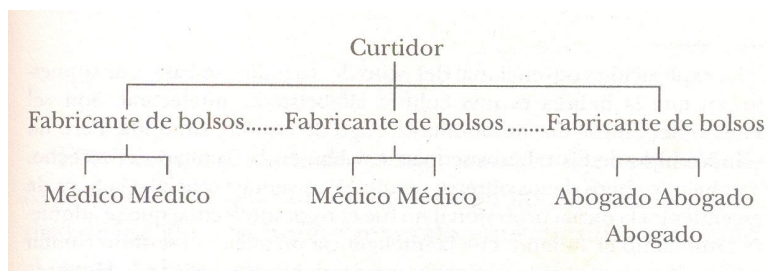 Curtidor
Fabricante de bolsos........Fabricante de bolsos.......Fabricante de bolsos
Médico Médico Médico Médico Abogado Abogado
Abogado